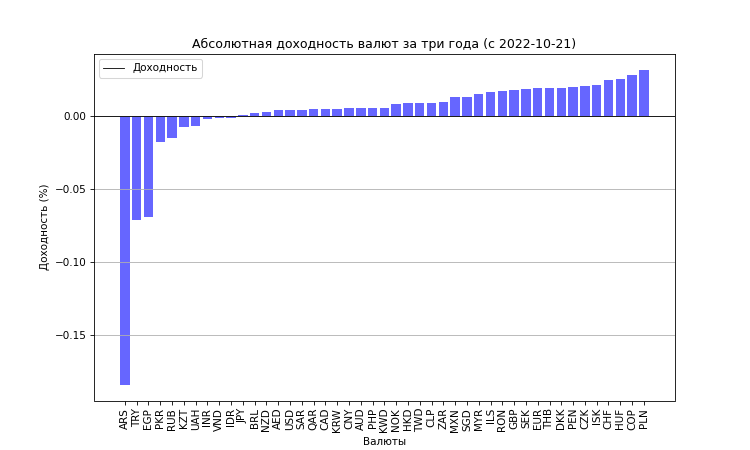 Абсолютная доходность валют за три года (с 2022-10-21)
Доходность
0.00
−0.05
−0.10
−0.15
Доходность (%)
ARS
TRY
EGP
PKR
RUB
KZT
UAH
INR
VND
IDR
JPY
BRL
NZD
AED
USD
SAR
QAR
CAD
KRW
CNY
AUD
PHP
KWD
NOK
HKD
TWD
CLP
ZAR
MXN
SGD
MYR
ILS
RON
GBP
SEK
EUR
THB
DKK
PEN
CZK
ISK
CHF
HUF
COP
PLN
Валюты